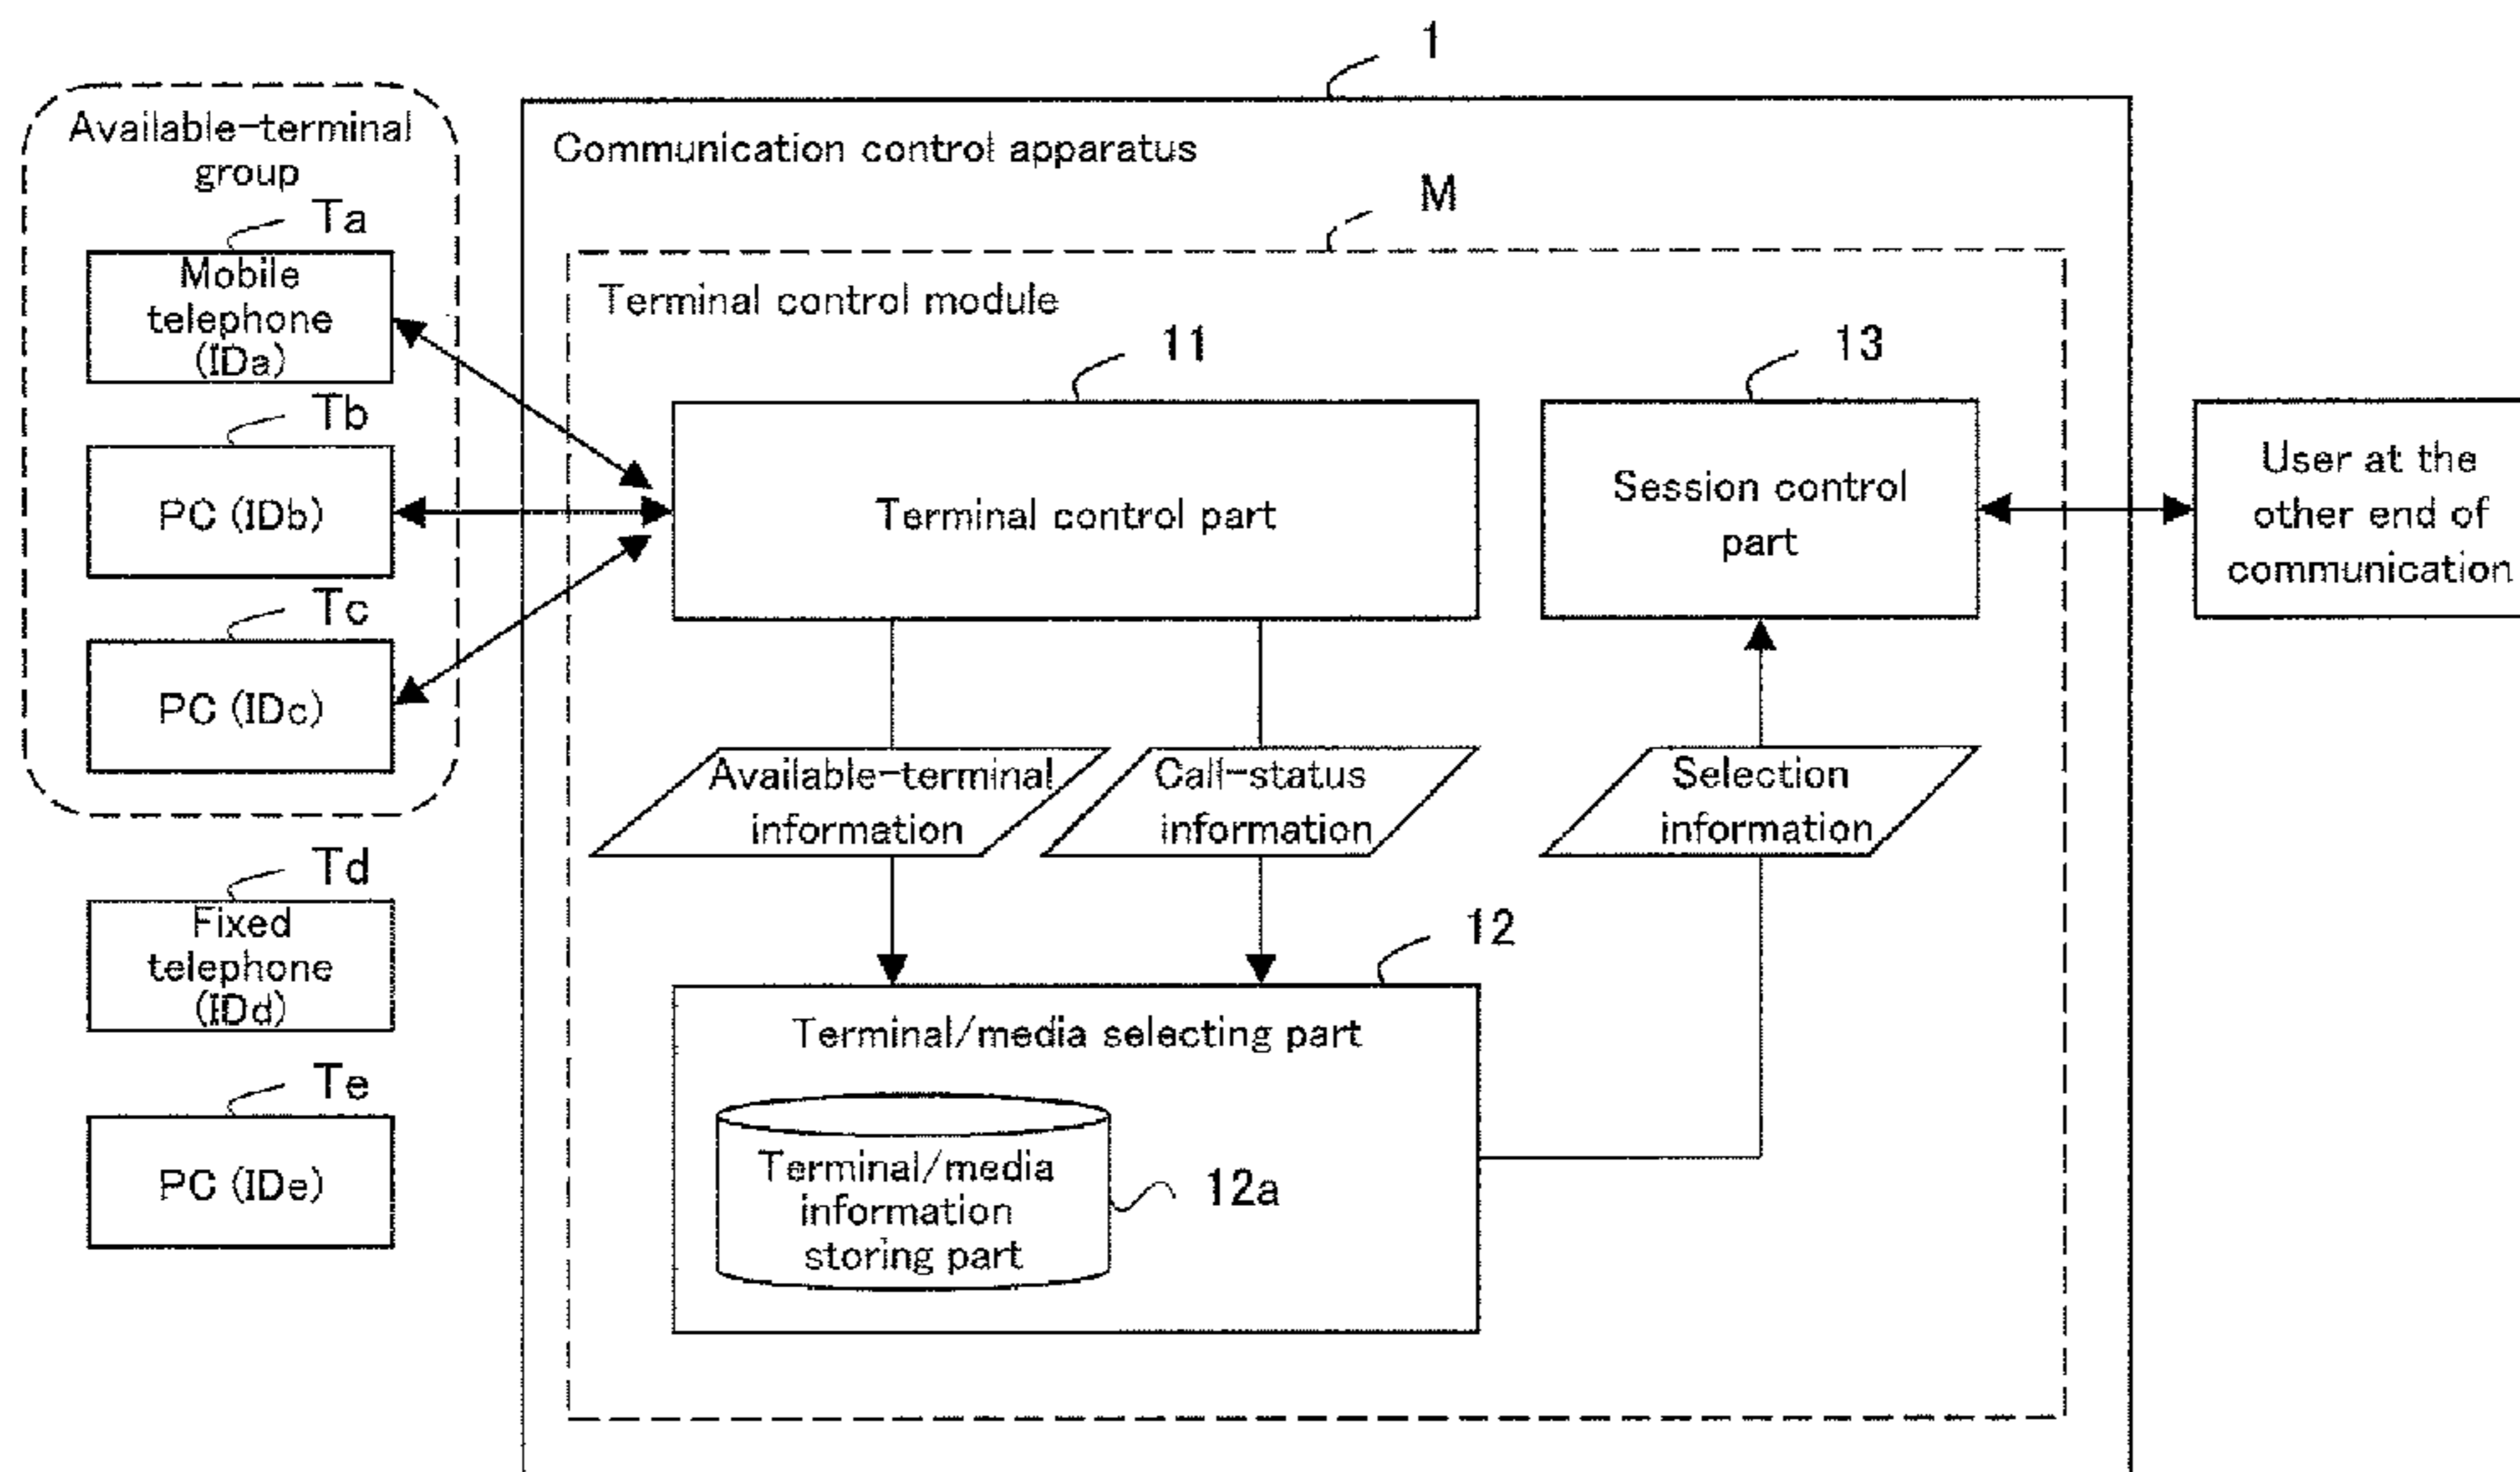 1
Available-terminal
group
Communication control apparatus
M
Ta
Mobile
telephone
(IDa)
Terminal control module
11
13
Tb
PC (IDb)
Terminal control part
Session control
part
User at the
other end of
communication
Tc
PC (IDc)
Available-terminal
information
Call-status
information
Selection
information
Td
Fixed
telephone
(IDd)
12
Terminal/media selecting part
Te
PC (IDe)
Terminal/media
information
storing part
12a